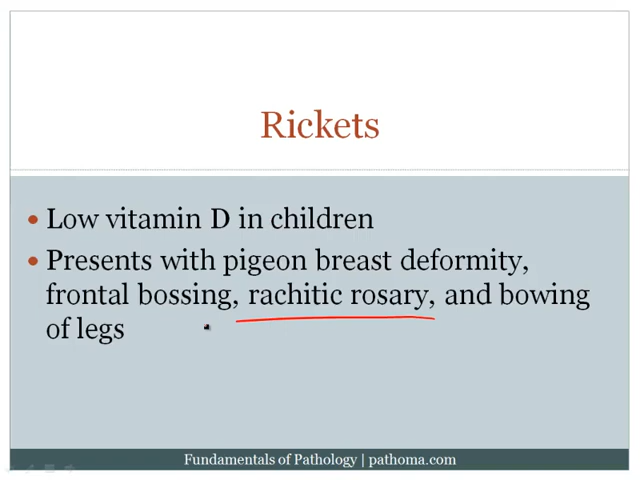 Rickets
• Low vitamin D in children
• Presents with pigeon breast deformity,
frontal bossing, rachitic rosary, and bowing
of legs
Fundamentals of Pathology | pathoma.com